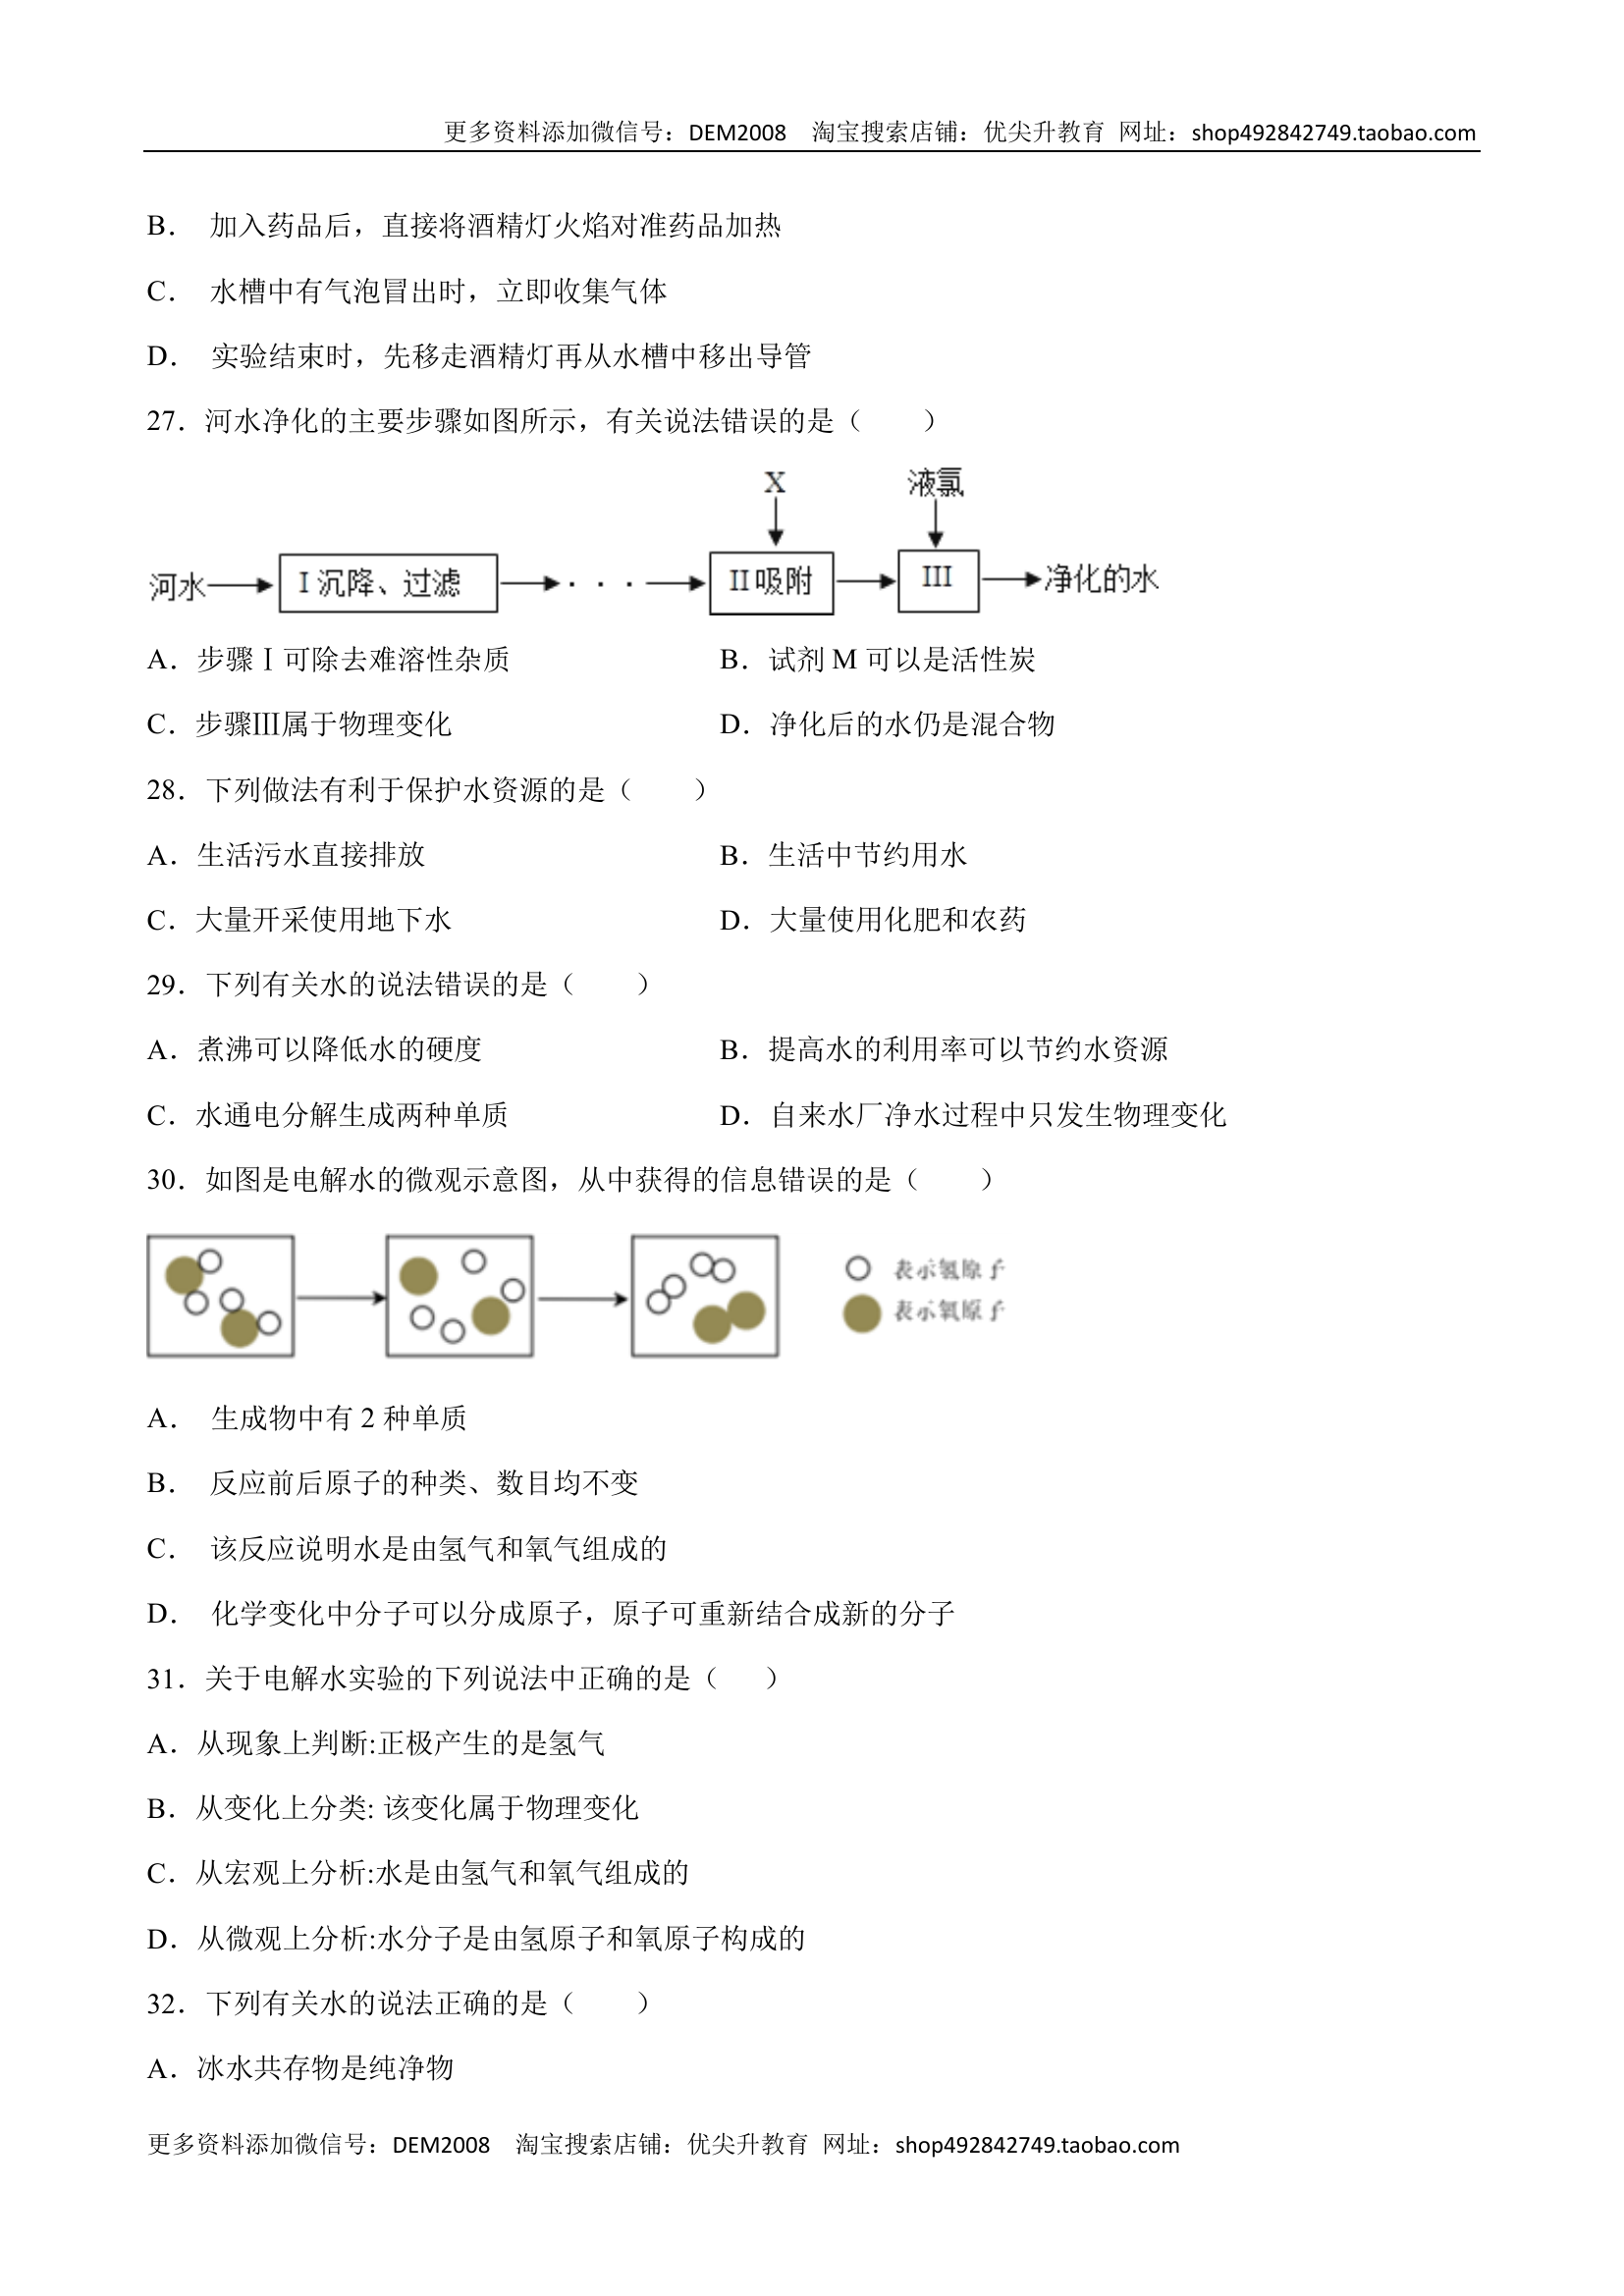 更多资料添加微信号：DEM2008 淘宝搜索店铺：优尖升教育 网址：shop492842749.taobao.com
B． 加入药品后，直接将酒精灯火焰对准药品加热
C． 水槽中有气泡冒出时，立即收集气体
D． 实验结束时，先移走酒精灯再从水槽中移出导管
27．河水净化的主要步骤如图所示，有关说法错误的是（ ）
X 液氯
河水 I 沉降、过滤 · · · II 吸附 III 净化的水
A．步骤Ⅰ可除去难溶性杂质 B．试剂 M 可以是活性炭
C．步骤Ⅲ属于物理变化 D．净化后的水仍是混合物
28．下列做法有利于保护水资源的是（ ）
A．生活污水直接排放 B．生活中节约用水
C．大量开采使用地下水 D．大量使用化肥和农药
29．下列有关水的说法错误的是（ ）
A．煮沸可以降低水的硬度 B．提高水的利用率可以节约水资源
C．水通电分解生成两种单质 D．自来水厂净水过程中只发生物理变化
30．如图是电解水的微观示意图，从中获得的信息错误的是（ ）
表示氢原子
表示氧原子
A． 生成物中有 2 种单质
B． 反应前后原子的种类、数目均不变
C． 该反应说明水是由氢气和氧气组成的
D． 化学变化中分子可以分成原子，原子可重新结合成新的分子
31．关于电解水实验的下列说法中正确的是（ ）
A．从现象上判断:正极产生的是氢气
B．从变化上分类: 该变化属于物理变化
C．从宏观上分析:水是由氢气和氧气组成的
D．从微观上分析:水分子是由氢原子和氧原子构成的
32．下列有关水的说法正确的是（ ）
A．冰水共存物是纯净物
更多资料添加微信号：DEM2008 淘宝搜索店铺：优尖升教育 网址：shop492842749.taobao.com